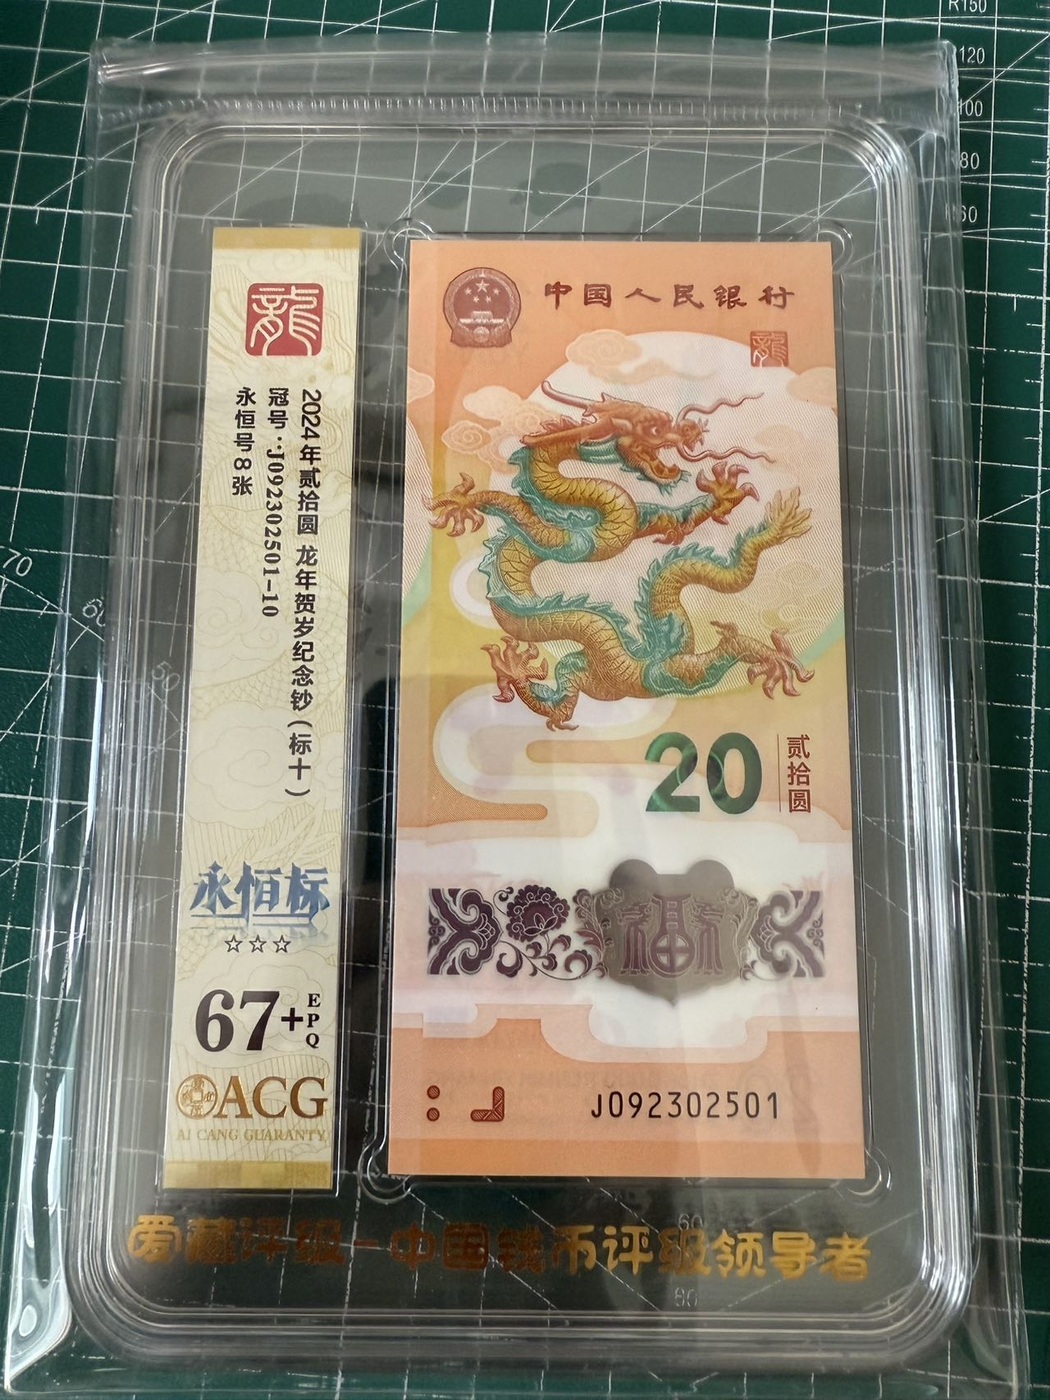 R150
120
100
80
60
龍
2024年贰拾圆 龙年贺岁纪念钞(标十)
冠号:J092302501-10
永恒号8张
永恒标
☆☆☆
67+
EPQ
ACG
AI CANG GUARANTY
中国人民银行
龍
20
贰拾圆
福
J092302501
爱藏评级-中国钱币评级领导者
70
60
50
60